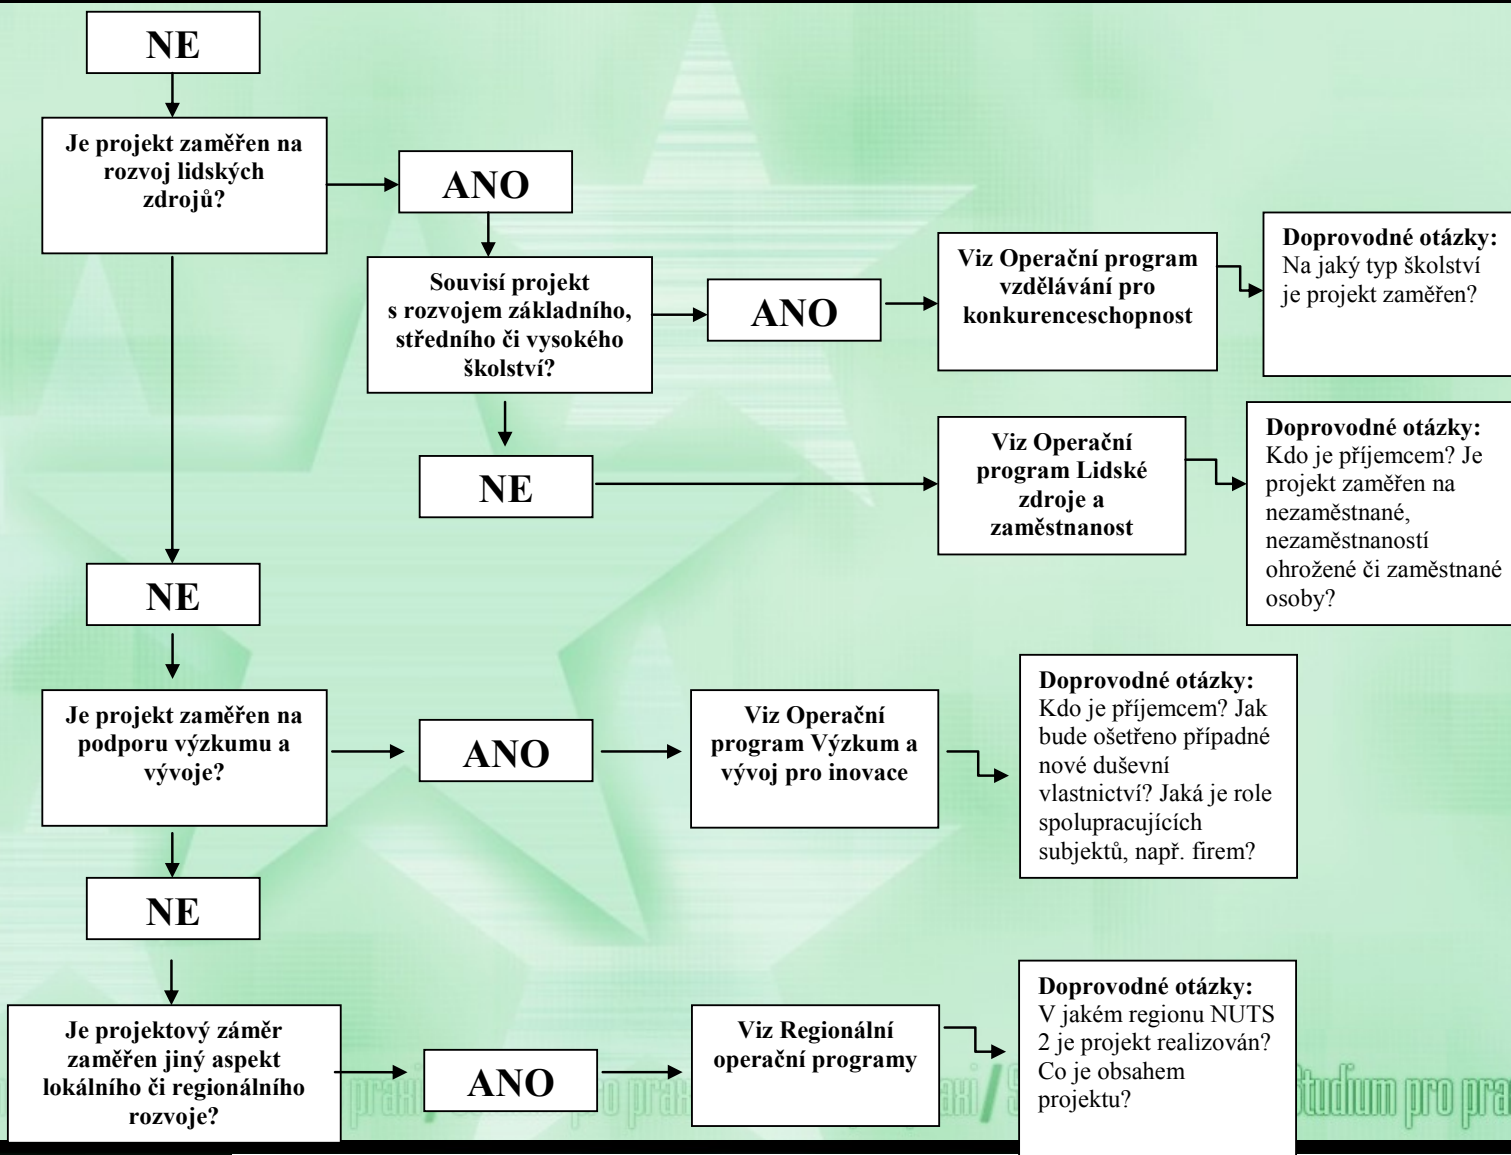 NE
Je projekt zaměřen na
rozvoj lidských
zdrojů?
ANO
Souvisí projekt
s rozvojem základního,
středního či vysokého
školství?
ANO
Viz Operační program
vzdělávání pro
konkurenceschopnost
Doprovodné otázky:
Na jaký typ školství
je projekt zaměřen?
NE
Viz Operační
program Lidské
zdroje a
zaměstnanost
Doprovodné otázky:
Kdo je příjemcem? Je
projekt zaměřen na
nezaměstnané,
nezaměstnaností
ohrožené či zaměstnané
osoby?
NE
Je projekt zaměřen na
podporu výzkumu a
vývoje?
ANO
Viz Operační
program Výzkum a
vývoj pro inovace
Doprovodné otázky:
Kdo je příjemcem? Jak
bude ošetřeno případné
nové duševní
vlastnictví? Jaká je role
spolupracujících
subjektů, např. firem?
NE
Je projektový záměr
zaměřen jiný aspekt
lokálního či regionálního
rozvoje?
ANO
Viz Regionální
operační programy
Doprovodné otázky:
V jakém regionu NUTS
2 je projekt realizován?
Co je obsahem
projektu?
Studium pro pra